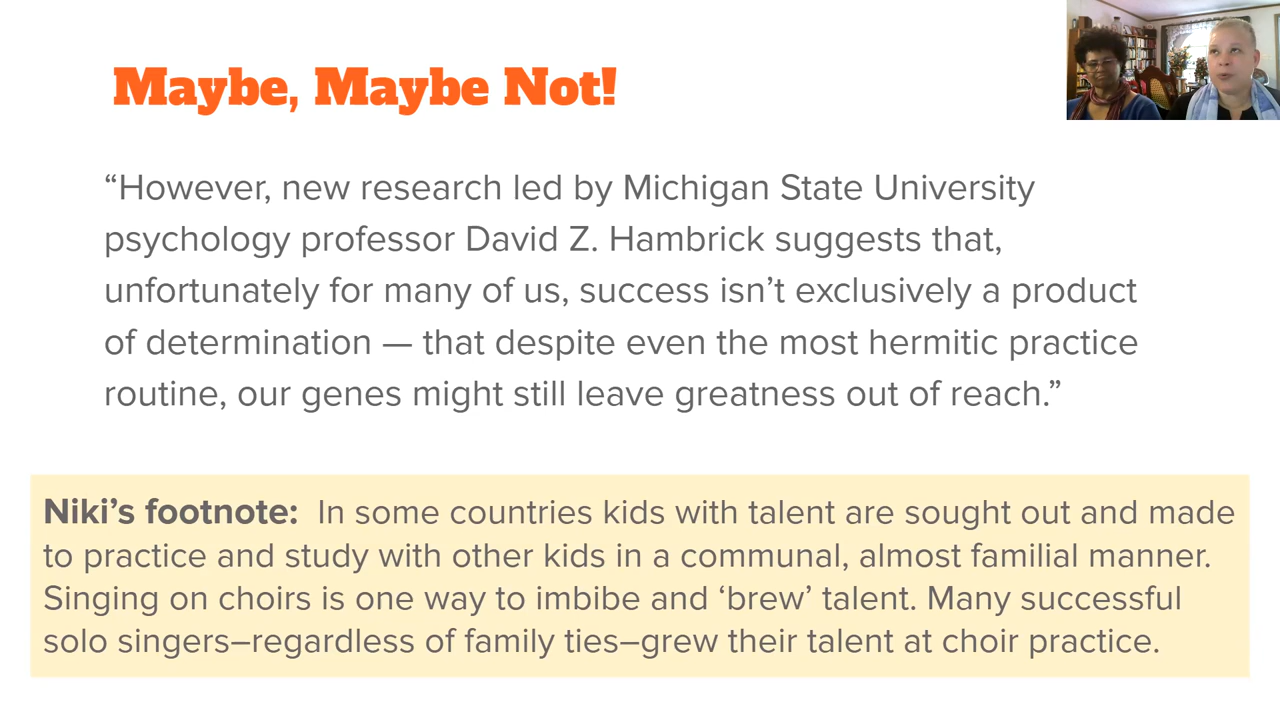 Maybe, Maybe Not!
“However, new research led by Michigan State University
psychology professor David Z. Hambrick suggests that,
unfortunately for many of us, success isn’t exclusively a product
of determination — that despite even the most hermitic practice
routine, our genes might still leave greatness out of reach.”
Niki’s footnote: In some countries kids with talent are sought out and made
to practice and study with other kids in a communal, almost familial manner.
Singing on choirs is one way to imbibe and ‘brew’ talent. Many successful
solo singers–regardless of family ties–grew their talent at choir practice.